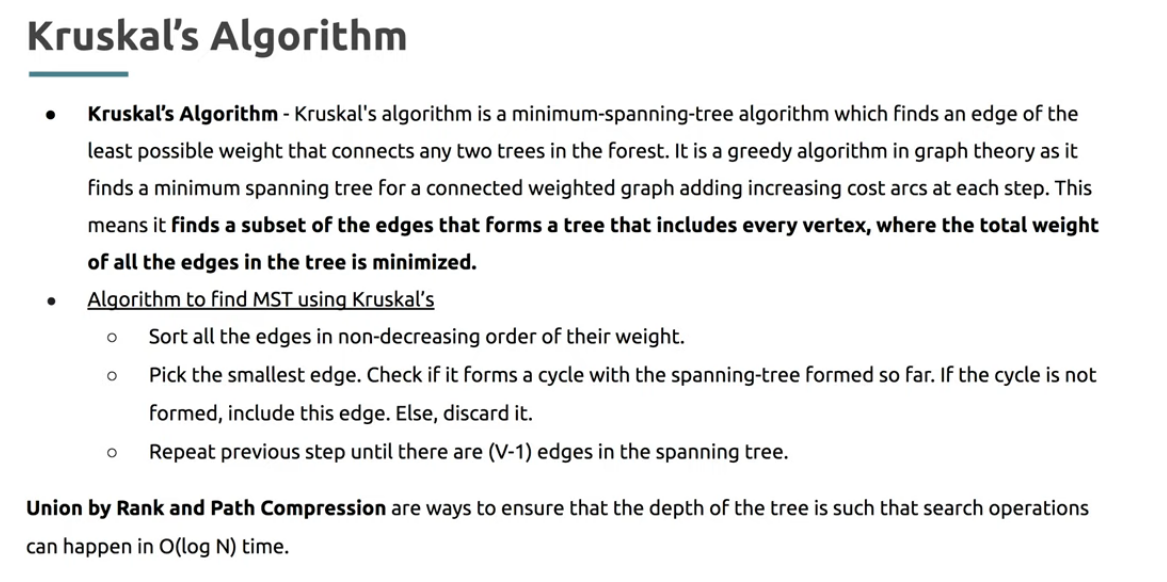 Kruskal’s Algorithm
● Kruskal’s Algorithm - Kruskal's algorithm is a minimum-spanning-tree algorithm which finds an edge of the
least possible weight that connects any two trees in the forest. It is a greedy algorithm in graph theory as it
finds a minimum spanning tree for a connected weighted graph adding increasing cost arcs at each step. This
means it finds a subset of the edges that forms a tree that includes every vertex, where the total weight
of all the edges in the tree is minimized.
● Algorithm to find MST using Kruskal’s
○ Sort all the edges in non-decreasing order of their weight.
○ Pick the smallest edge. Check if it forms a cycle with the spanning-tree formed so far. If the cycle is not
formed, include this edge. Else, discard it.
○ Repeat previous step until there are (V-1) edges in the spanning tree.
Union by Rank and Path Compression are ways to ensure that the depth of the tree is such that search operations
can happen in O(log N) time.